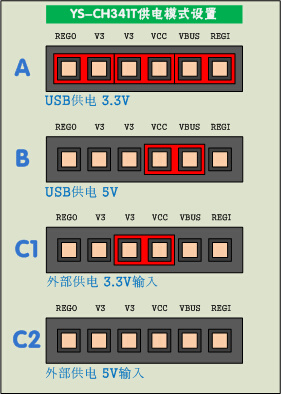 YS-CH341T供电模式设置
REGO V3 V3 VCC VBUS REGI
A
USB供电 3.3V
REGO V3 V3 VCC VBUS REGI
B
USB供电 5V
REGO V3 V3 VCC VBUS REGI
C1
外部供电 3.3V输入
REGO V3 V3 VCC VBUS REGI
C2
外部供电 5V输入